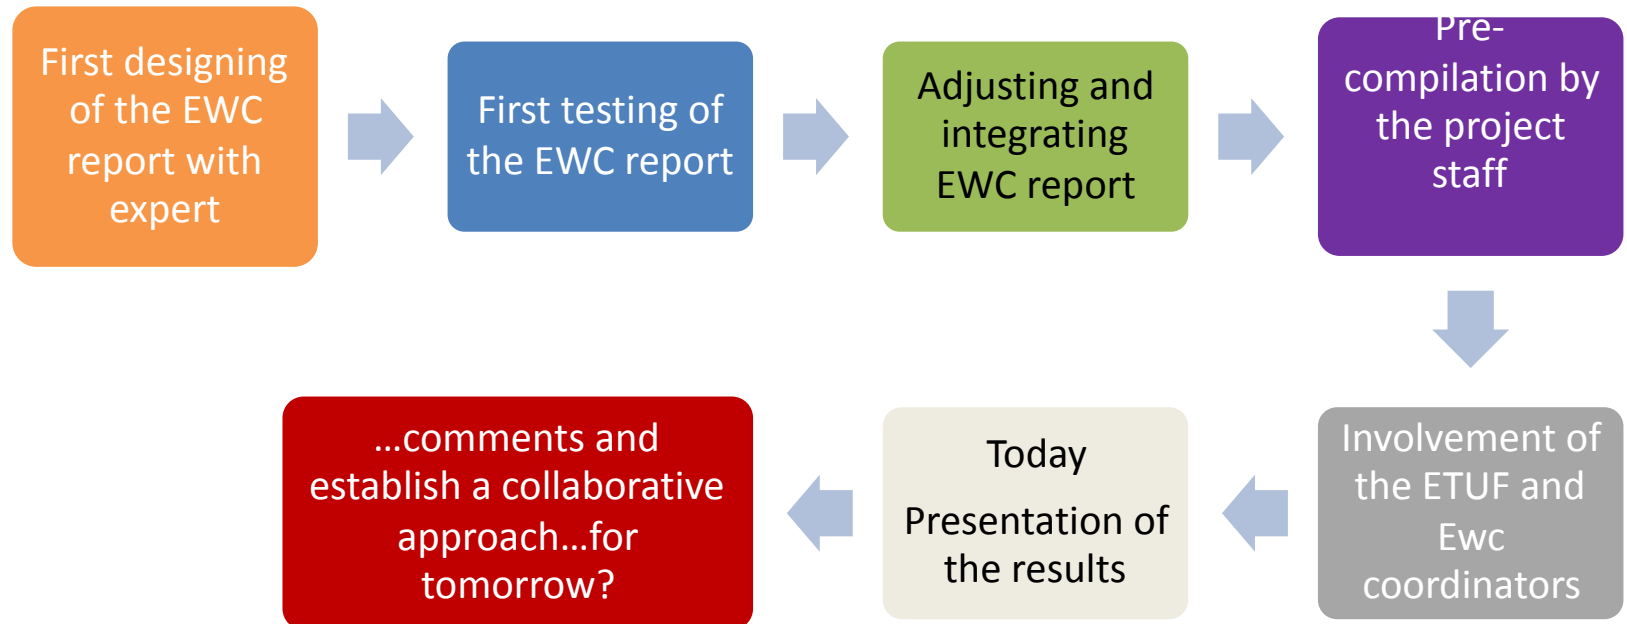 First designing
of the EWC
report with
expert
First testing of
the EWC report
Adjusting and
integrating
EWC report
Pre-
compilation by
the project
staff
Involvement of
the ETUF and
Ewc
coordinators
Today
Presentation of
the results
...comments and
establish a collaborative
approach...for
tomorrow?